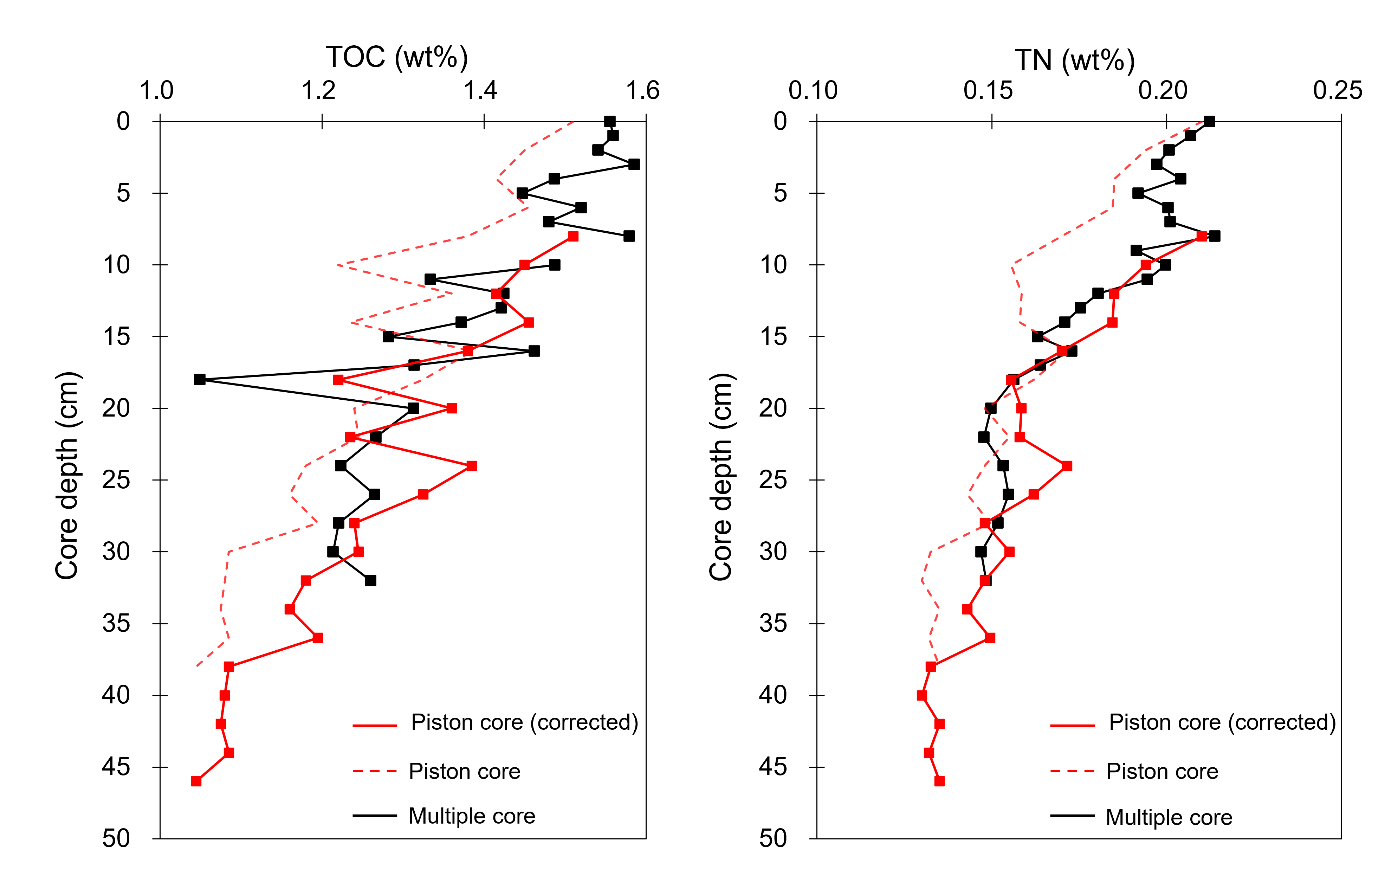 TOC (wt%)
1.0 1.2 1.4 1.6
0
5
10
15
20
25
30
35
40
45
50
Core depth (cm)
Piston core (corrected)
Piston core
Multiple core
TN (wt%)
0.10 0.15 0.20 0.25
0
5
10
15
20
25
30
35
40
45
50
Core depth (cm)
Piston core (corrected)
Piston core
Multiple core